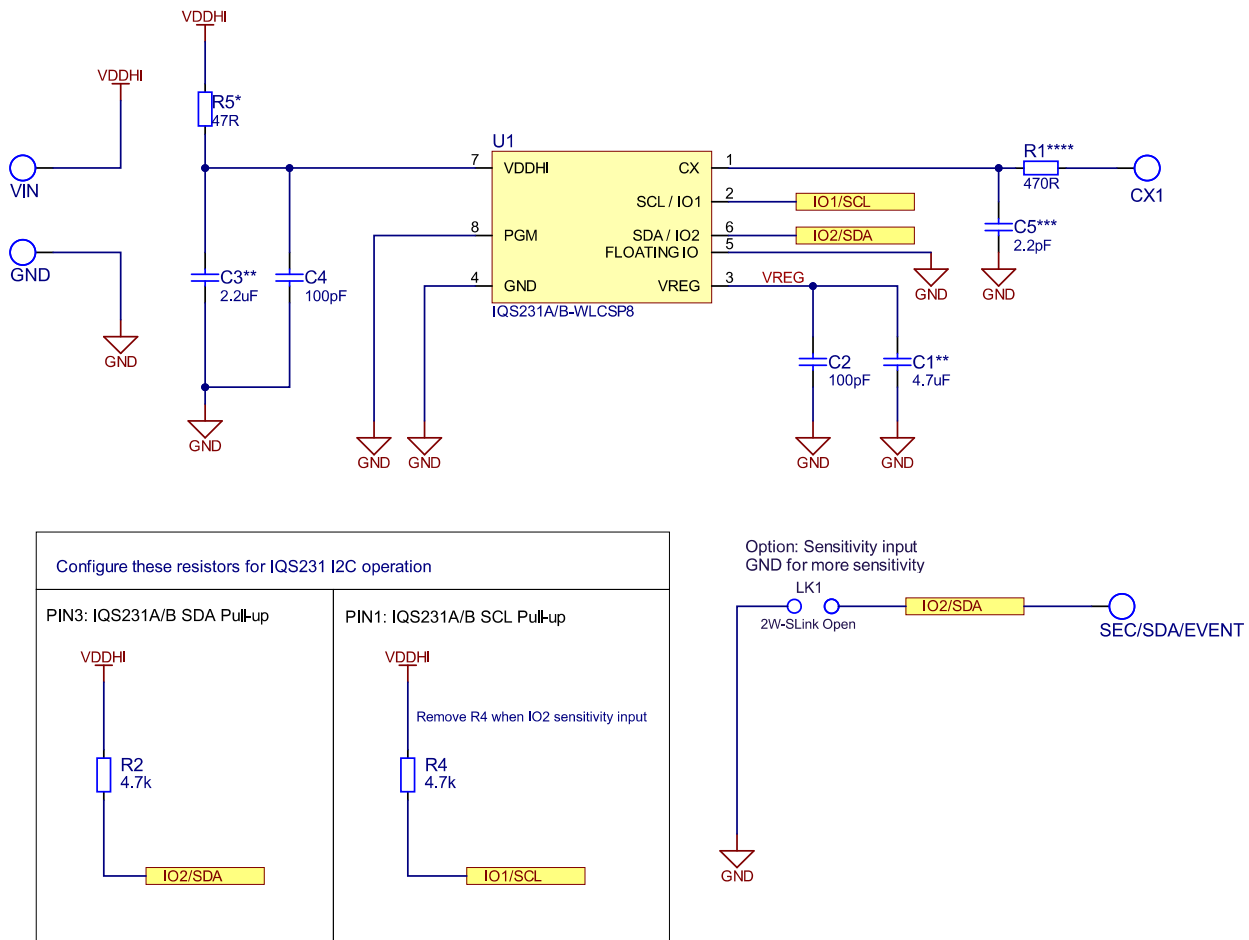 VDDHI
VDDHI
R5*
47R
VIN
GND
GND
C3**
2.2uF
C4
100pF
GND
U1
7
VDDHI
8
PGM
4
GND
CX
1
SCL / IO1
2
IO1/SCL
SDA / IO2
6
IO2/SDA
FLOATING IO
5
VREG
3
VREG
IQS231A/B-WLCSP8
GND
GND
R1****
470R
CX1
C5***
2.2pF
GND
GND
C2
100pF
C1**
4.7uF
GND
GND
Configure these resistors for IQS231 I2C operation
PIN3: IQS231A/B SDA Pull-up
VDDHI
R2
4.7k
IO2/SDA
PIN1: IQS231A/B SCL Pull-up
VDDHI
Remove R4 when IO2 sensitivity input
R4
4.7k
IO1/SCL
Option: Sensitivity input
GND for more sensitivity
LK1
2W-SLink Open
IO2/SDA
SEC/SDA/EVENT
GND